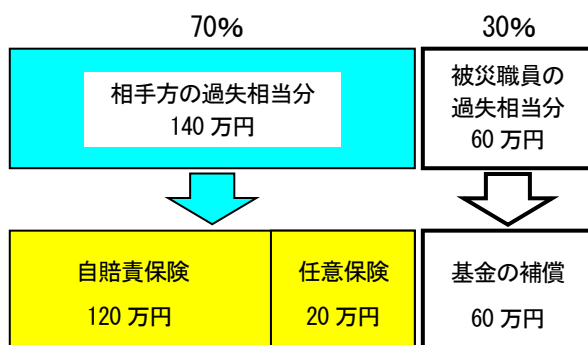 70%
30%
相手方の過失相当分
140 万円
被災職員の
過失相当分
60 万円
自賠責保険
120 万円
任意保険
20 万円
基金の補償
60 万円